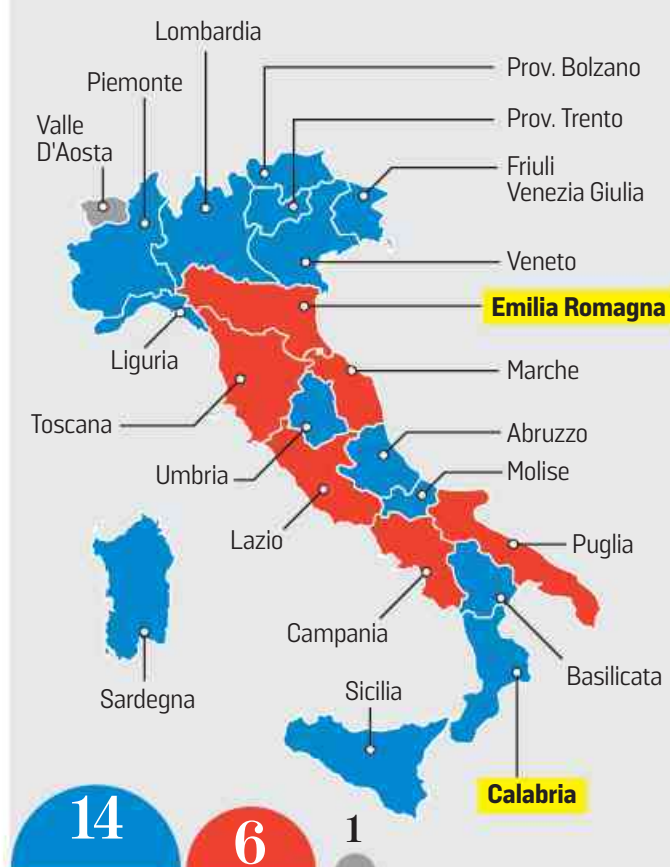 Lombardia
Piemonte
Valle
D'Aosta
Prov. Bolzano
Prov. Trento
Friuli
Venezia Giulia
Veneto
Emilia Romagna
Liguria
Marche
Toscana
Abruzzo
Umbria
Molise
Lazio
Puglia
Campania
Basilicata
Sardegna
Sicilia
Calabria
14
6
1